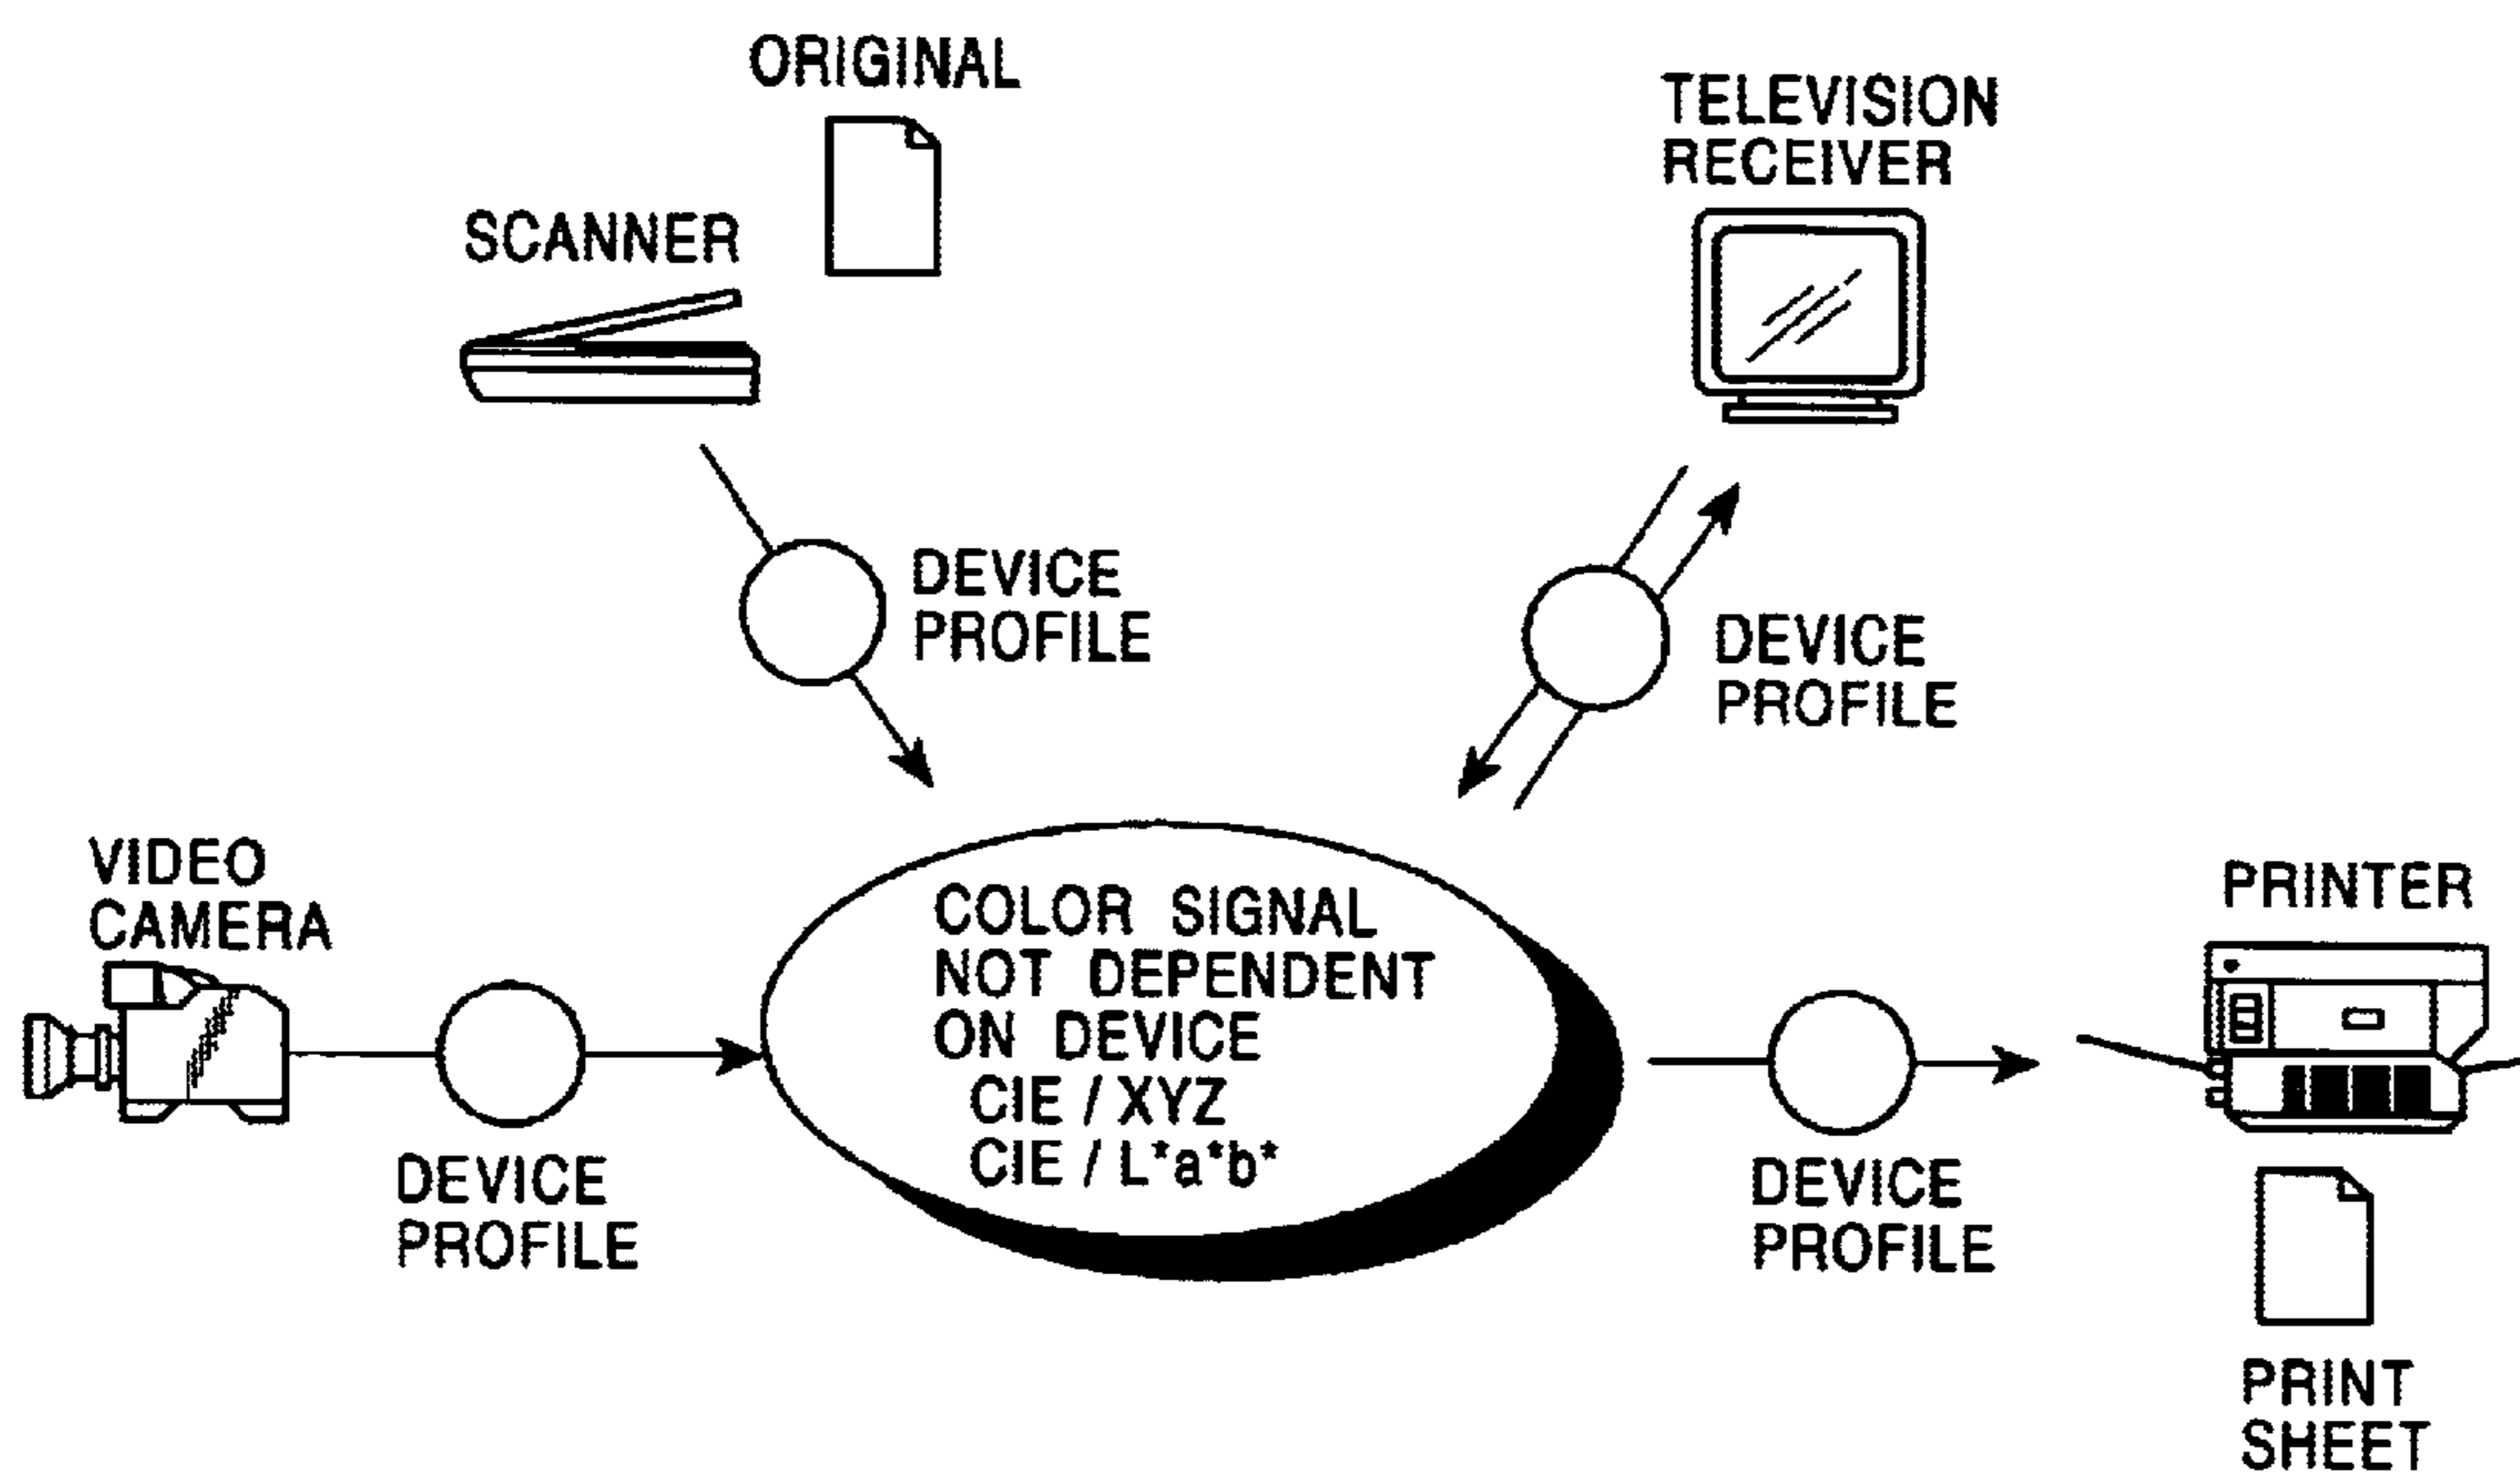 ORIGINAL
TELEVISION
RECEIVER
SCANNER
DEVICE
PROFILE
DEVICE
PROFILE
VIDEO
CAMERA
COLOR SIGNAL
NOT DEPENDENT
ON DEVICE
CIE / XYZ
CIE / L*a*b*
PRINTER
DEVICE
PROFILE
DEVICE
PROFILE
PRINT
SHEET